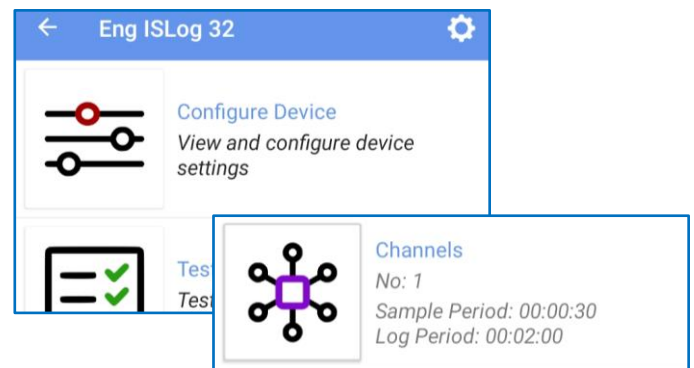 Eng ISLog 32
Configure Device
View and configure device
settings
Channels
No: 1
Sample Period: 00:00:30
Log Period: 00:02:00